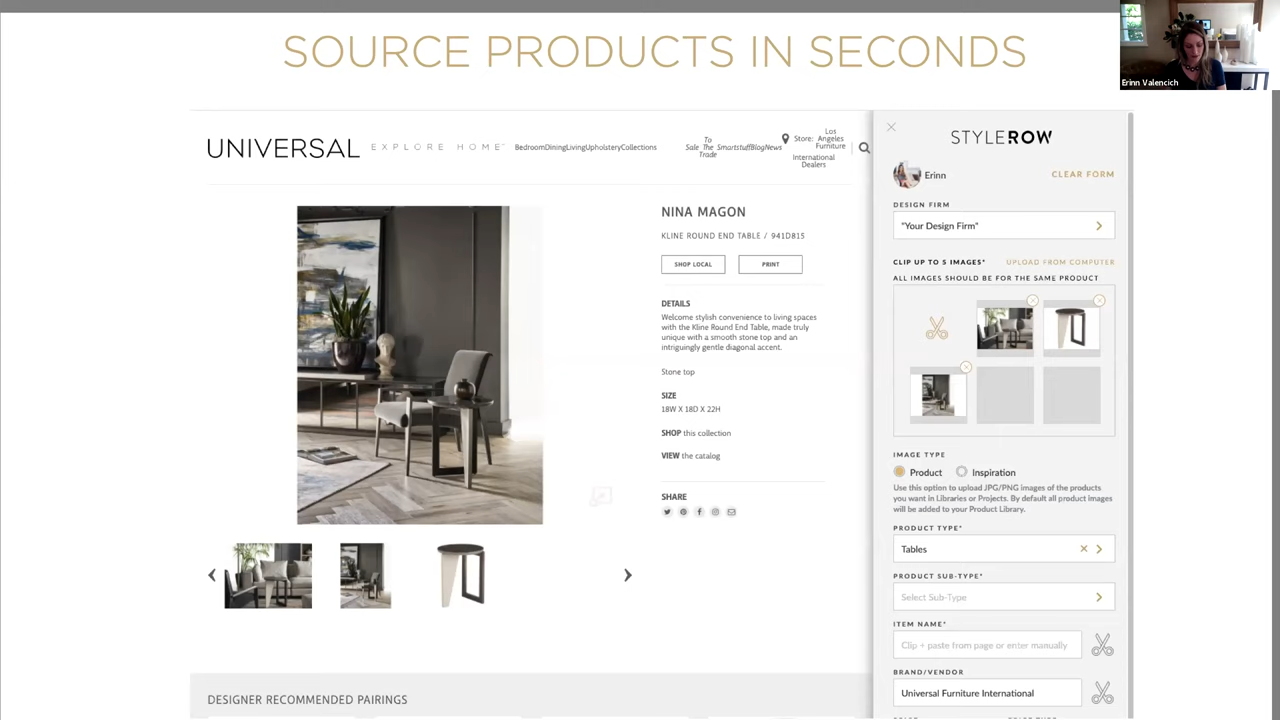 SOURCE PRODUCTS IN SECONDS
Erinn Valencich
UNIVERSAL
EXPLORE HOME
BedroomDiningLivingUpholsteryCollections
Sale
To The Trade
SmartstuffBlogNews
Store:
Los Angeles Furniture
International Dealers
NINA MAGON
KLINE ROUND END TABLE / 941D815
SHOP LOCAL
PRINT
DETAILS
Welcome stylish convenience to living spaces
with the Kline Round End Table, made truly
unique with a smooth stone top and an
intriguingly gentle diagonal accent.
Stone top
SIZE
18W X 18D X 22H
SHOP this collection
VIEW the catalog
SHARE
DESIGNER RECOMMENDED PAIRINGS
STYLEROW
Erinn
CLEAR FORM
DESIGN FIRM
"Your Design Firm"
CLIP UP TO 5 IMAGES*
UPLOAD FROM COMPUTER
ALL IMAGES SHOULD BE FOR THE SAME PRODUCT
IMAGE TYPE
Product
Inspiration
Use this option to upload JPG/PNG images of the products
you want in Libraries or Projects. By default all product images
will be added to your Product Library.
PRODUCT TYPE*
Tables
PRODUCT SUB-TYPE*
Select Sub-Type
ITEM NAME*
Clip + paste from page or enter manually
BRAND/VENDOR
Universal Furniture International